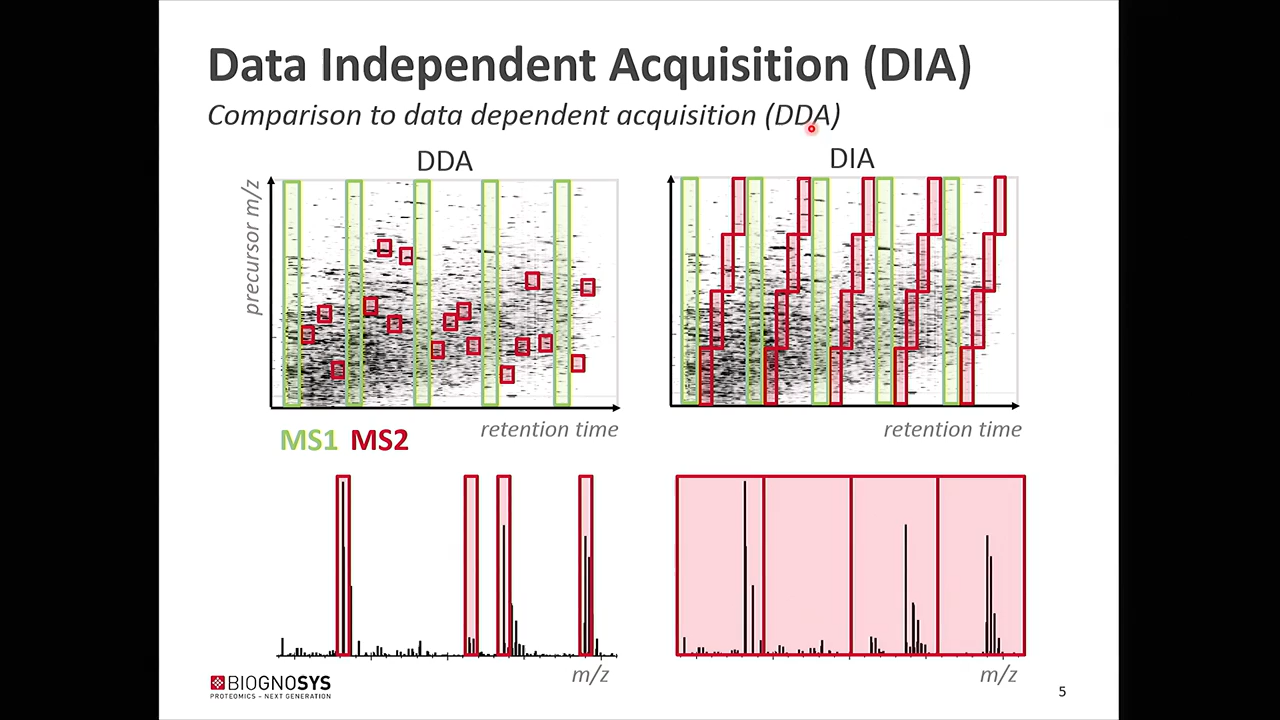 Data Independent Acquisition (DIA)
Comparison to data dependent acquisition (DDA)
DDA
DIA
precursor m/z
retention time
retention time
MS1 MS2
m/z
m/z
BIOGNOSYS
PROTEOMICS – NEXT GENERATION
5